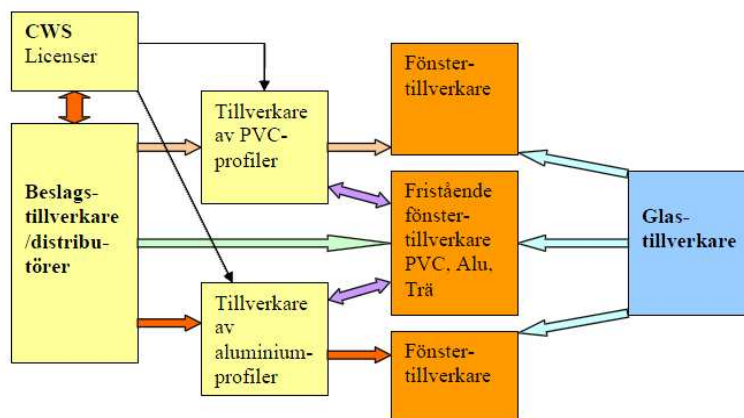 CWS
Licenser
Beslags-
tillverkare
/distribu-
törer
Tillverkare
av PVC-
profiler
Tillverkare
av
aluminium-
profiler
Fönster-
tillverkare
Fristående
fönster-
tillverkare
PVC, Alu,
Trä
Fönster-
tillverkare
Glas-
tillverkare